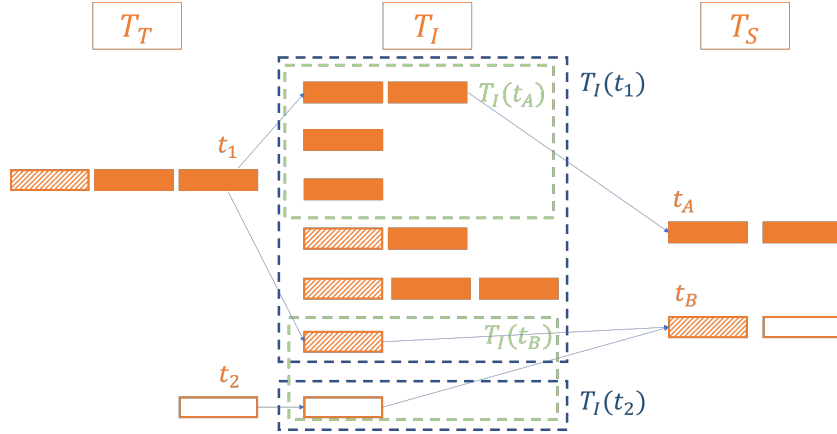 T_T
T_I
T_S
T_I(t_A)
T_I(t_1)
t_1
t_A
t_B
T_I(t_B)
t_2
T_I(t_2)